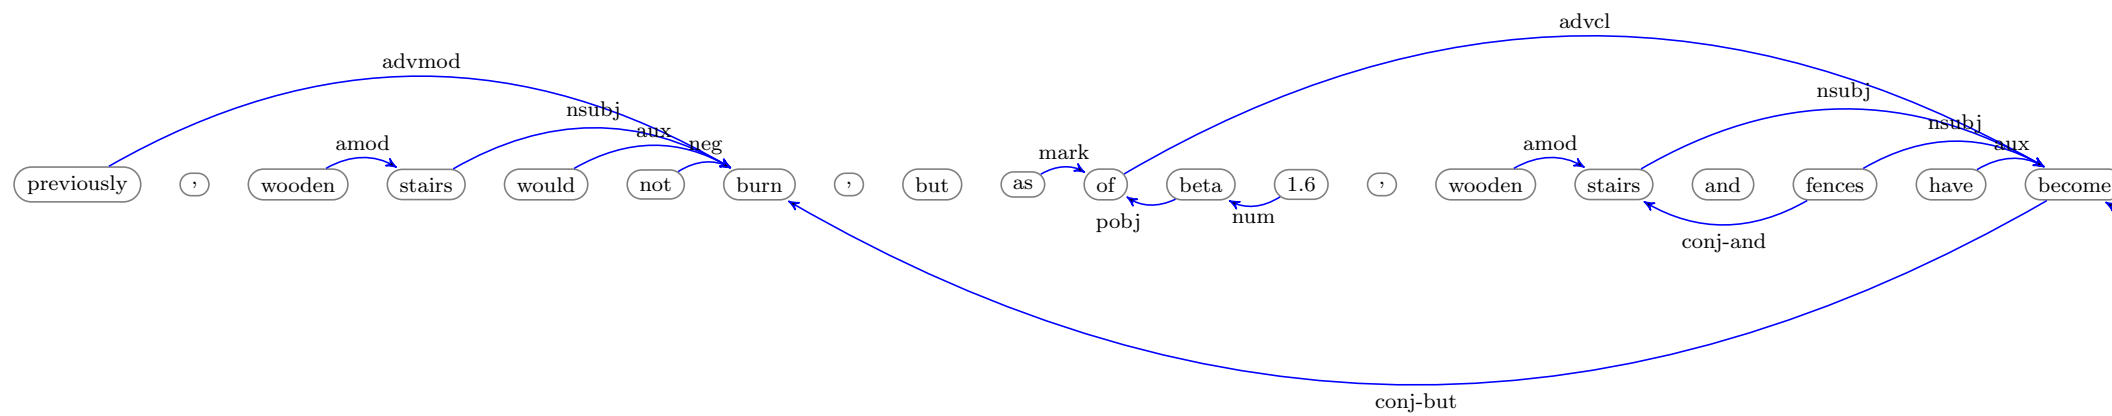 advcl
advmod
nsubj
nsubj
nsubj
aux
amod
neg
mark
amod
aux
previously , wooden stairs would not burn , but as of beta 1.6 , wooden stairs and fences have become
pobj
num
conj-and
conj-but